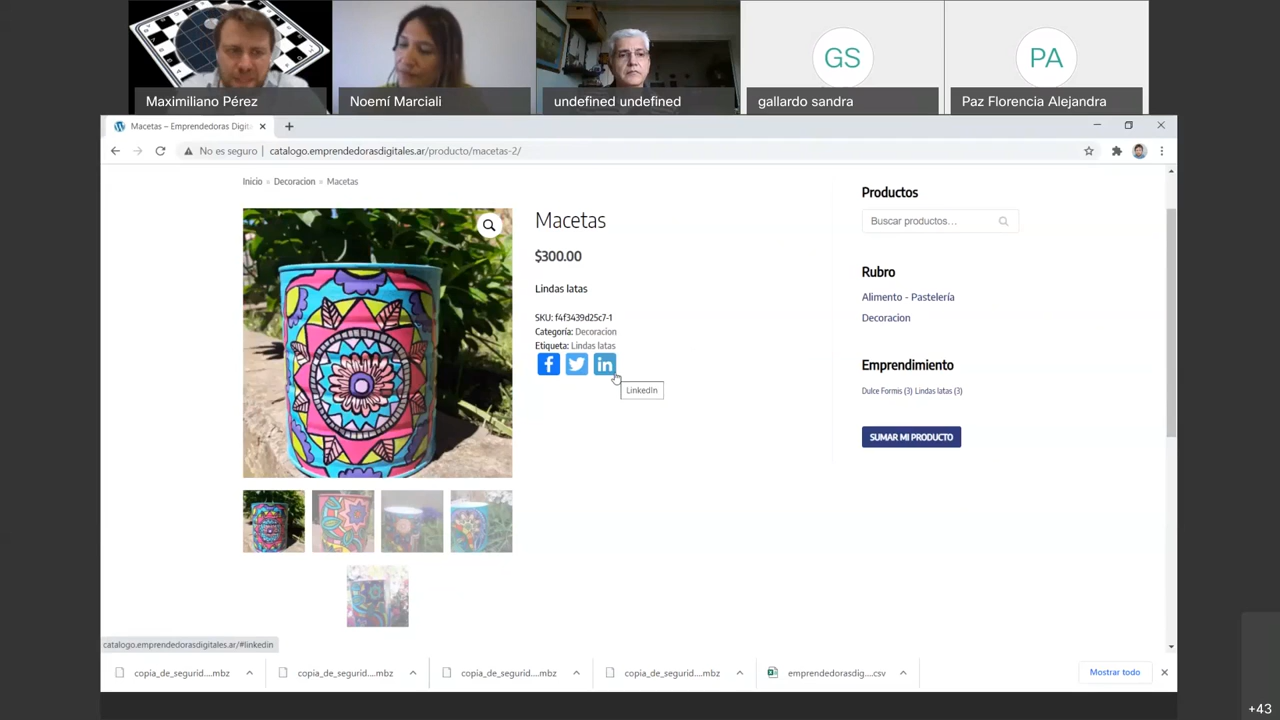 GS
PA
Maximiliano Pérez
Noemí Marciali
undefined undefined
gallardo sandra
Paz Florencia Alejandra
Macetas – Emprendedoras Digita
No es seguro | catalogo.emprendedorasdigitales.ar/producto/macetas-2/
Inicio » Decoracion » Macetas
Macetas
$300.00
Lindas latas
SKU: f4f3439d25c7-1
Categoría: Decoracion
Etiqueta: Lindas latas
f
in
LinkedIn
Productos
Buscar productos...
Rubro
Alimento - Pastelería
Decoracion
Emprendimiento
Dulce Formis (3) Lindas latas (3)
SUMAR MI PRODUCTO
catalogo.emprendedorasdigitales.ar/#linkedin
copia_de_segurid....mbz
copia_de_segurid....mbz
copia_de_segurid....mbz
copia_de_segurid....mbz
emprendedorasdig....csv
Mostrar todo
+43